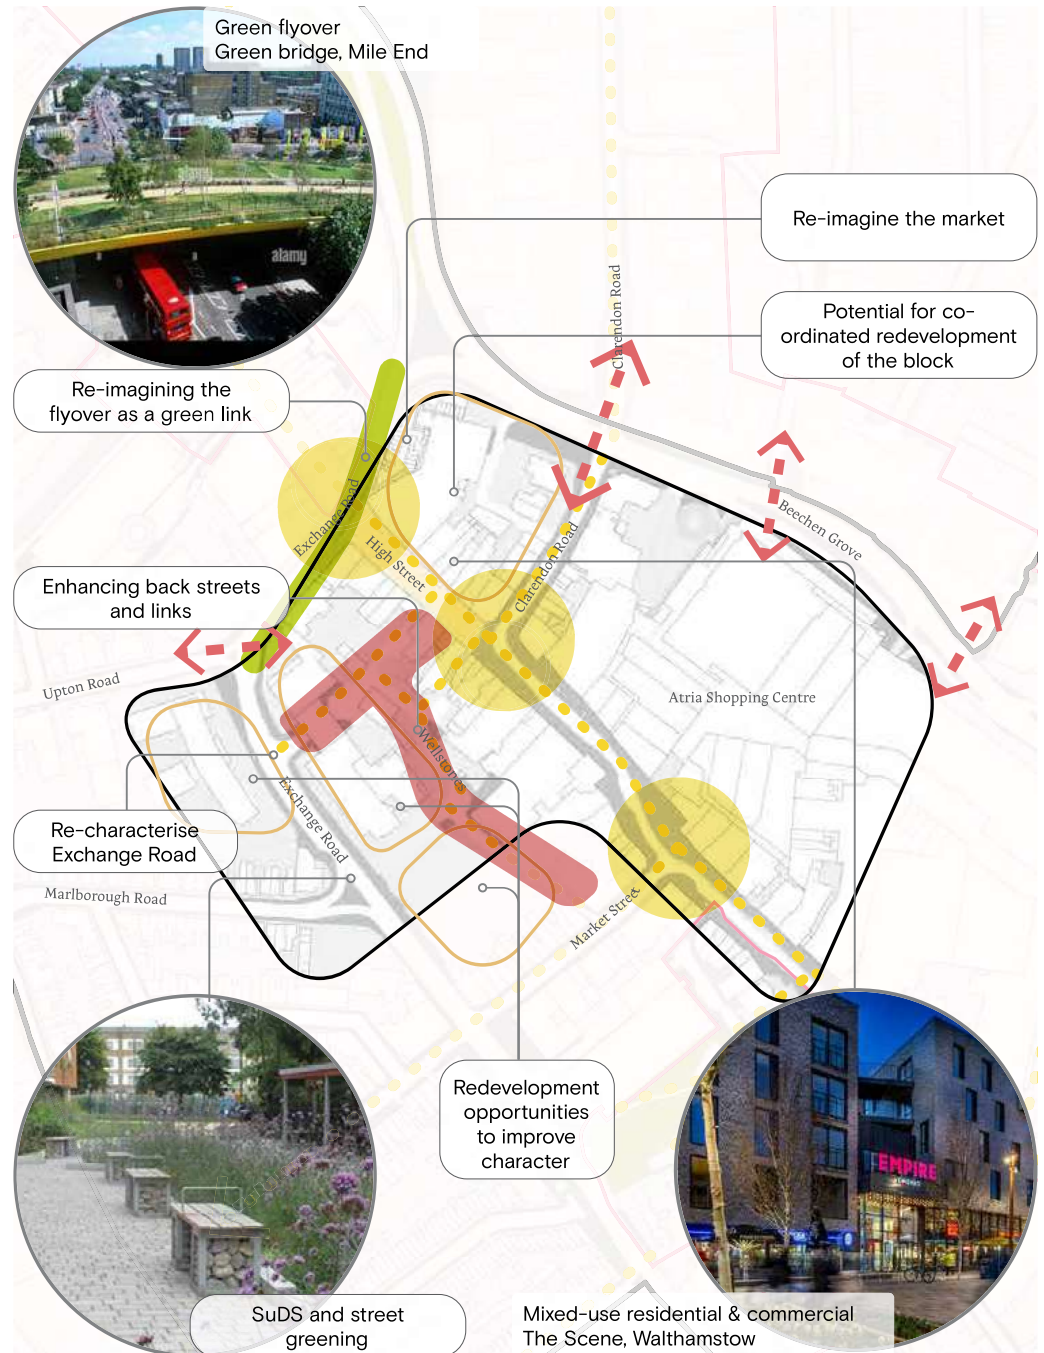 Green flyover
Green bridge, Mile End
alamy
alamy
Re-imagine the market
Clarendon Road
Potential for co-
ordinated redevelopment
of the block
Re-imagining the
flyover as a green link
Exchange Road
High Street
Clarendon Road
Beechen Grove
Enhancing back streets
and links
Upton Road
Atria Shopping Centre
Wellstones
Exchange Road
Re-characterise
Exchange Road
Marlborough Road
Market Street
Redevelopment
opportunities
to improve
character
EMPIRE
SuDS and street
greening
Mixed-use residential & commercial
The Scene, Walthamstow